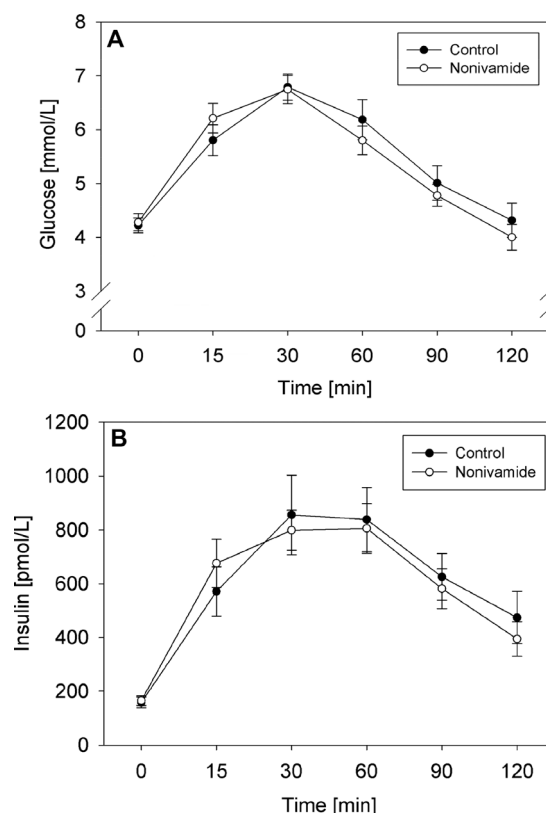 A
Control
Nonivamide
Glucose [mmol/L]
8
7
6
5
4
3
0
0 15 30 60 90 120
Time [min]
B
Control
Nonivamide
Insulin [pmol/L]
1200
1000
800
600
400
200
0
0 15 30 60 90 120
Time [min]